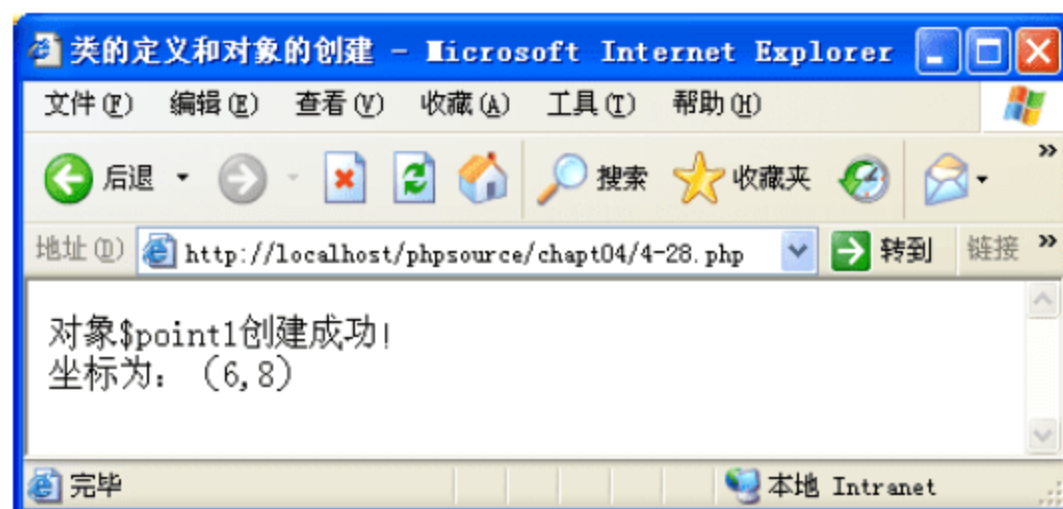 类的定义和对象的创建 - Microsoft Internet Explorer
文件(F) 编辑(E) 查看(V) 收藏(A) 工具(T) 帮助(H)
后退 搜索 收藏夹 »
地址(D) http://localhost/phpsource/chapt04/4-28.php 转到 链接 »
对象$point1创建成功!
坐标为：（6,8）
完毕 本地 Intranet